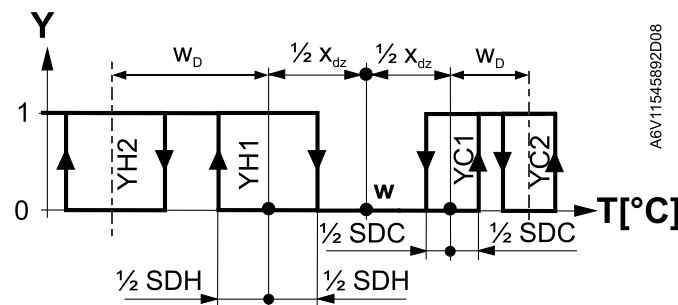 Y
w_D ½ x_dz ½ x_dz w_D
1
YH2 YH1 YC1 YC2
w
0 T[°C]
½ SDC ½ SDC
½ SDH ½ SDH
A6V11545892D08